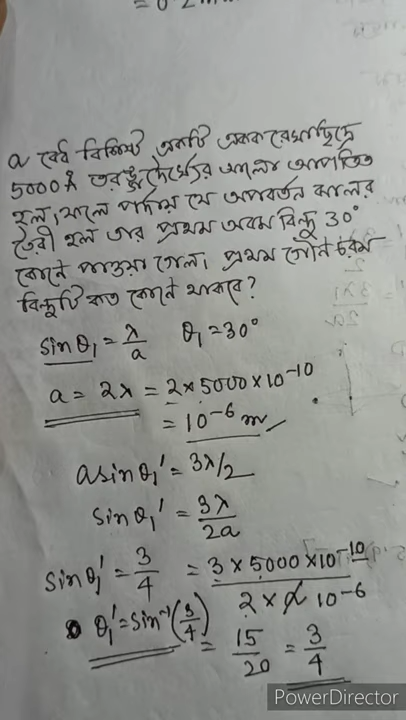 a বেধ বিশিষ্ট একটি একক রেখাছিদ্রে
5000Å তরঙ্গদৈর্ঘ্যের আলো আপতিত
হল, ফলে পর্দায় যে অপবর্তন ঝালর
তৈরী হল তার প্রথম অবম বিন্দু 30°
কোনে পাওয়া গেল। প্রথম গৌন চরম
বিন্দুটি কত কোনে থাকবে?
sinθ₁ = λ/a θ₁ = 30°
a = 2λ = 2×5000×10⁻¹⁰
= 10⁻⁶ m
a sinθ₁' = 3λ/2
sinθ₁' = 3λ/2a
sinθ₁' = 3/4 = 3×5000×10⁻¹⁰/2×10⁻⁶
θ₁' = sin⁻¹(3/4) = 15/20 = 3/4
PowerDirector